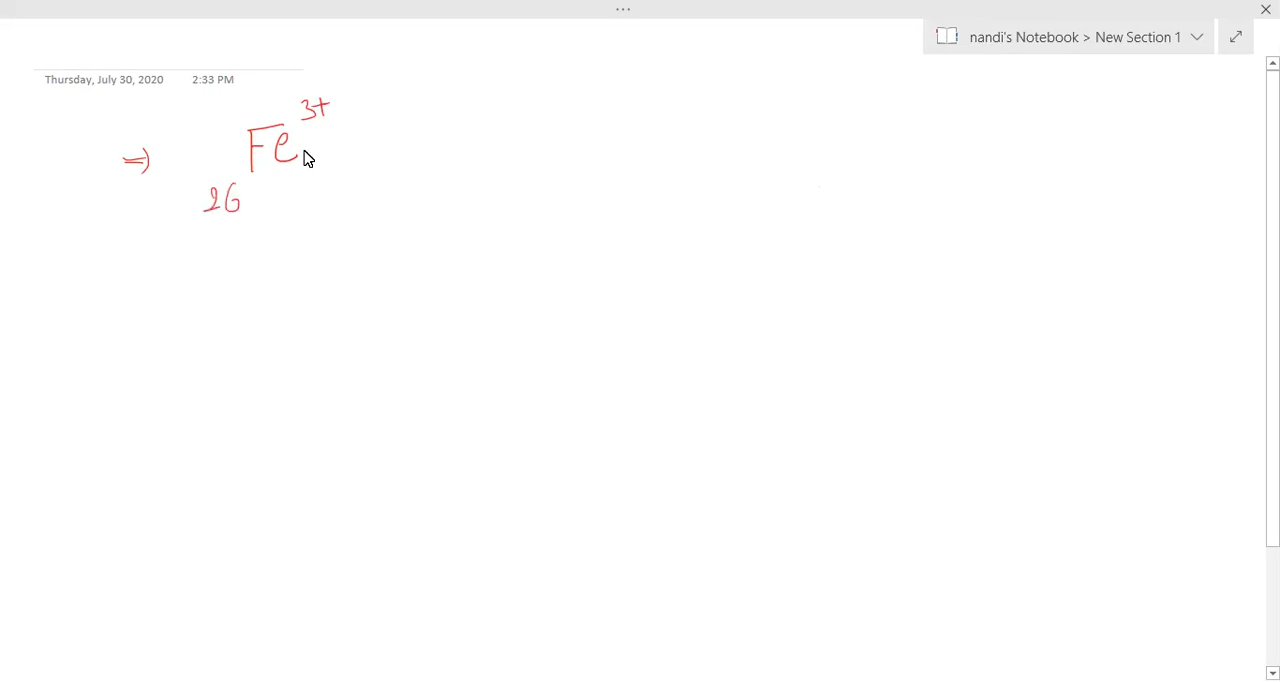 ...
nandi's Notebook > New Section 1
Thursday, July 30, 2020 2:33 PM
⇒ Fe 3+
26